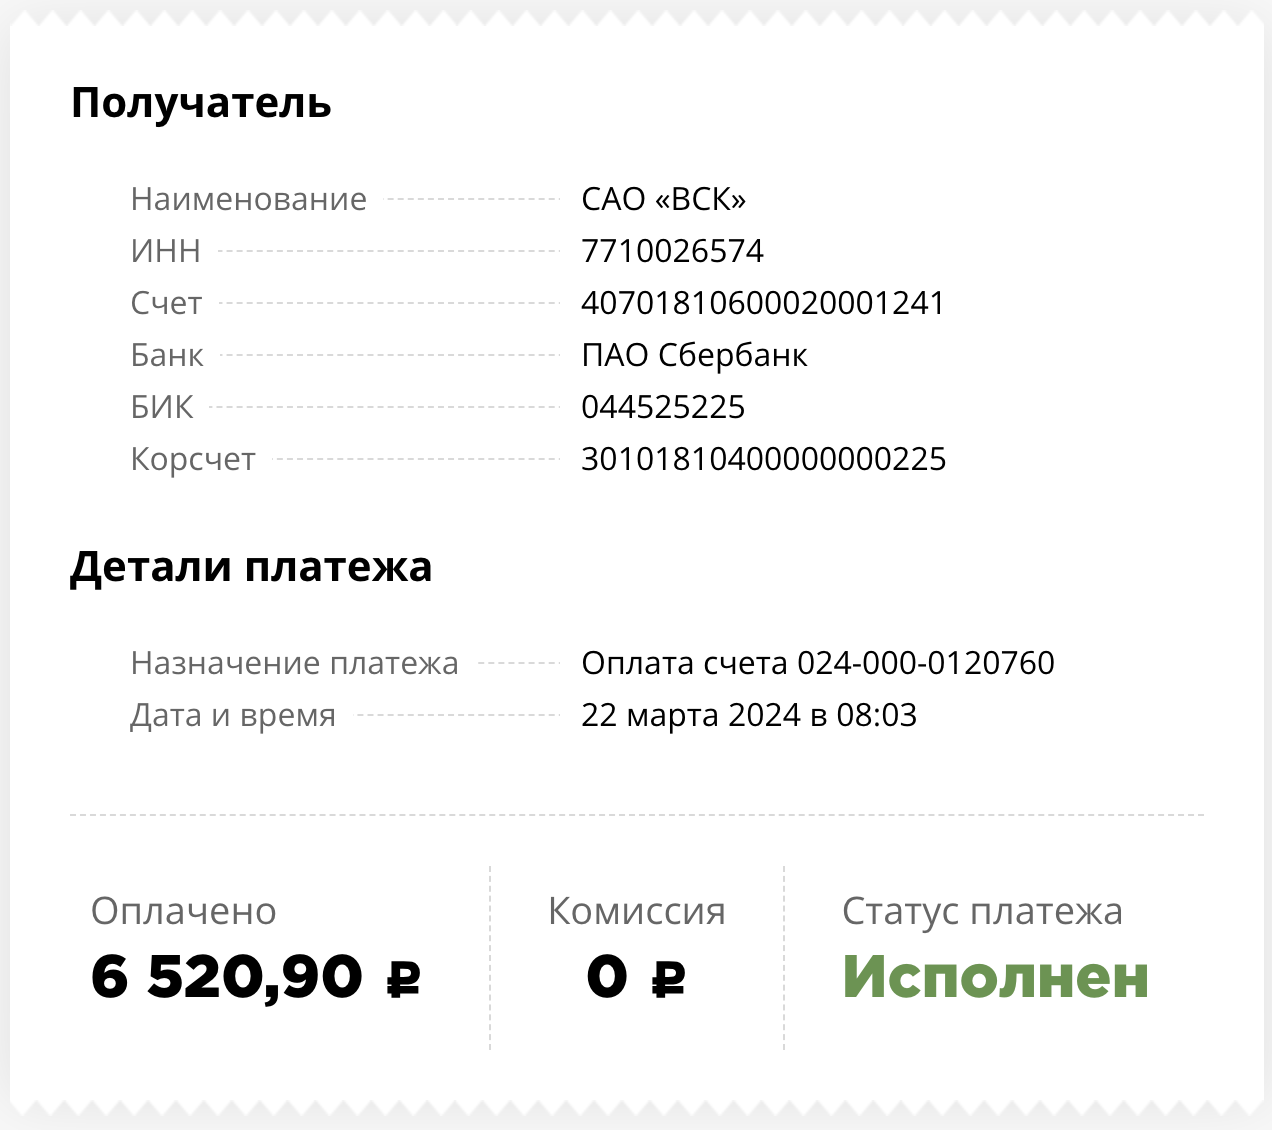 Получатель
Наименование САО «ВСК»
ИНН 7710026574
Счет 40701810600020001241
Банк ПАО Сбербанк
БИК 044525225
Корсчет 30101810400000000225
Детали платежа
Назначение платежа Оплата счета 024-000-0120760
Дата и время 22 марта 2024 в 08:03
Оплачено Комиссия Статус платежа
6 520,90 ₽ 0 ₽ Исполнен